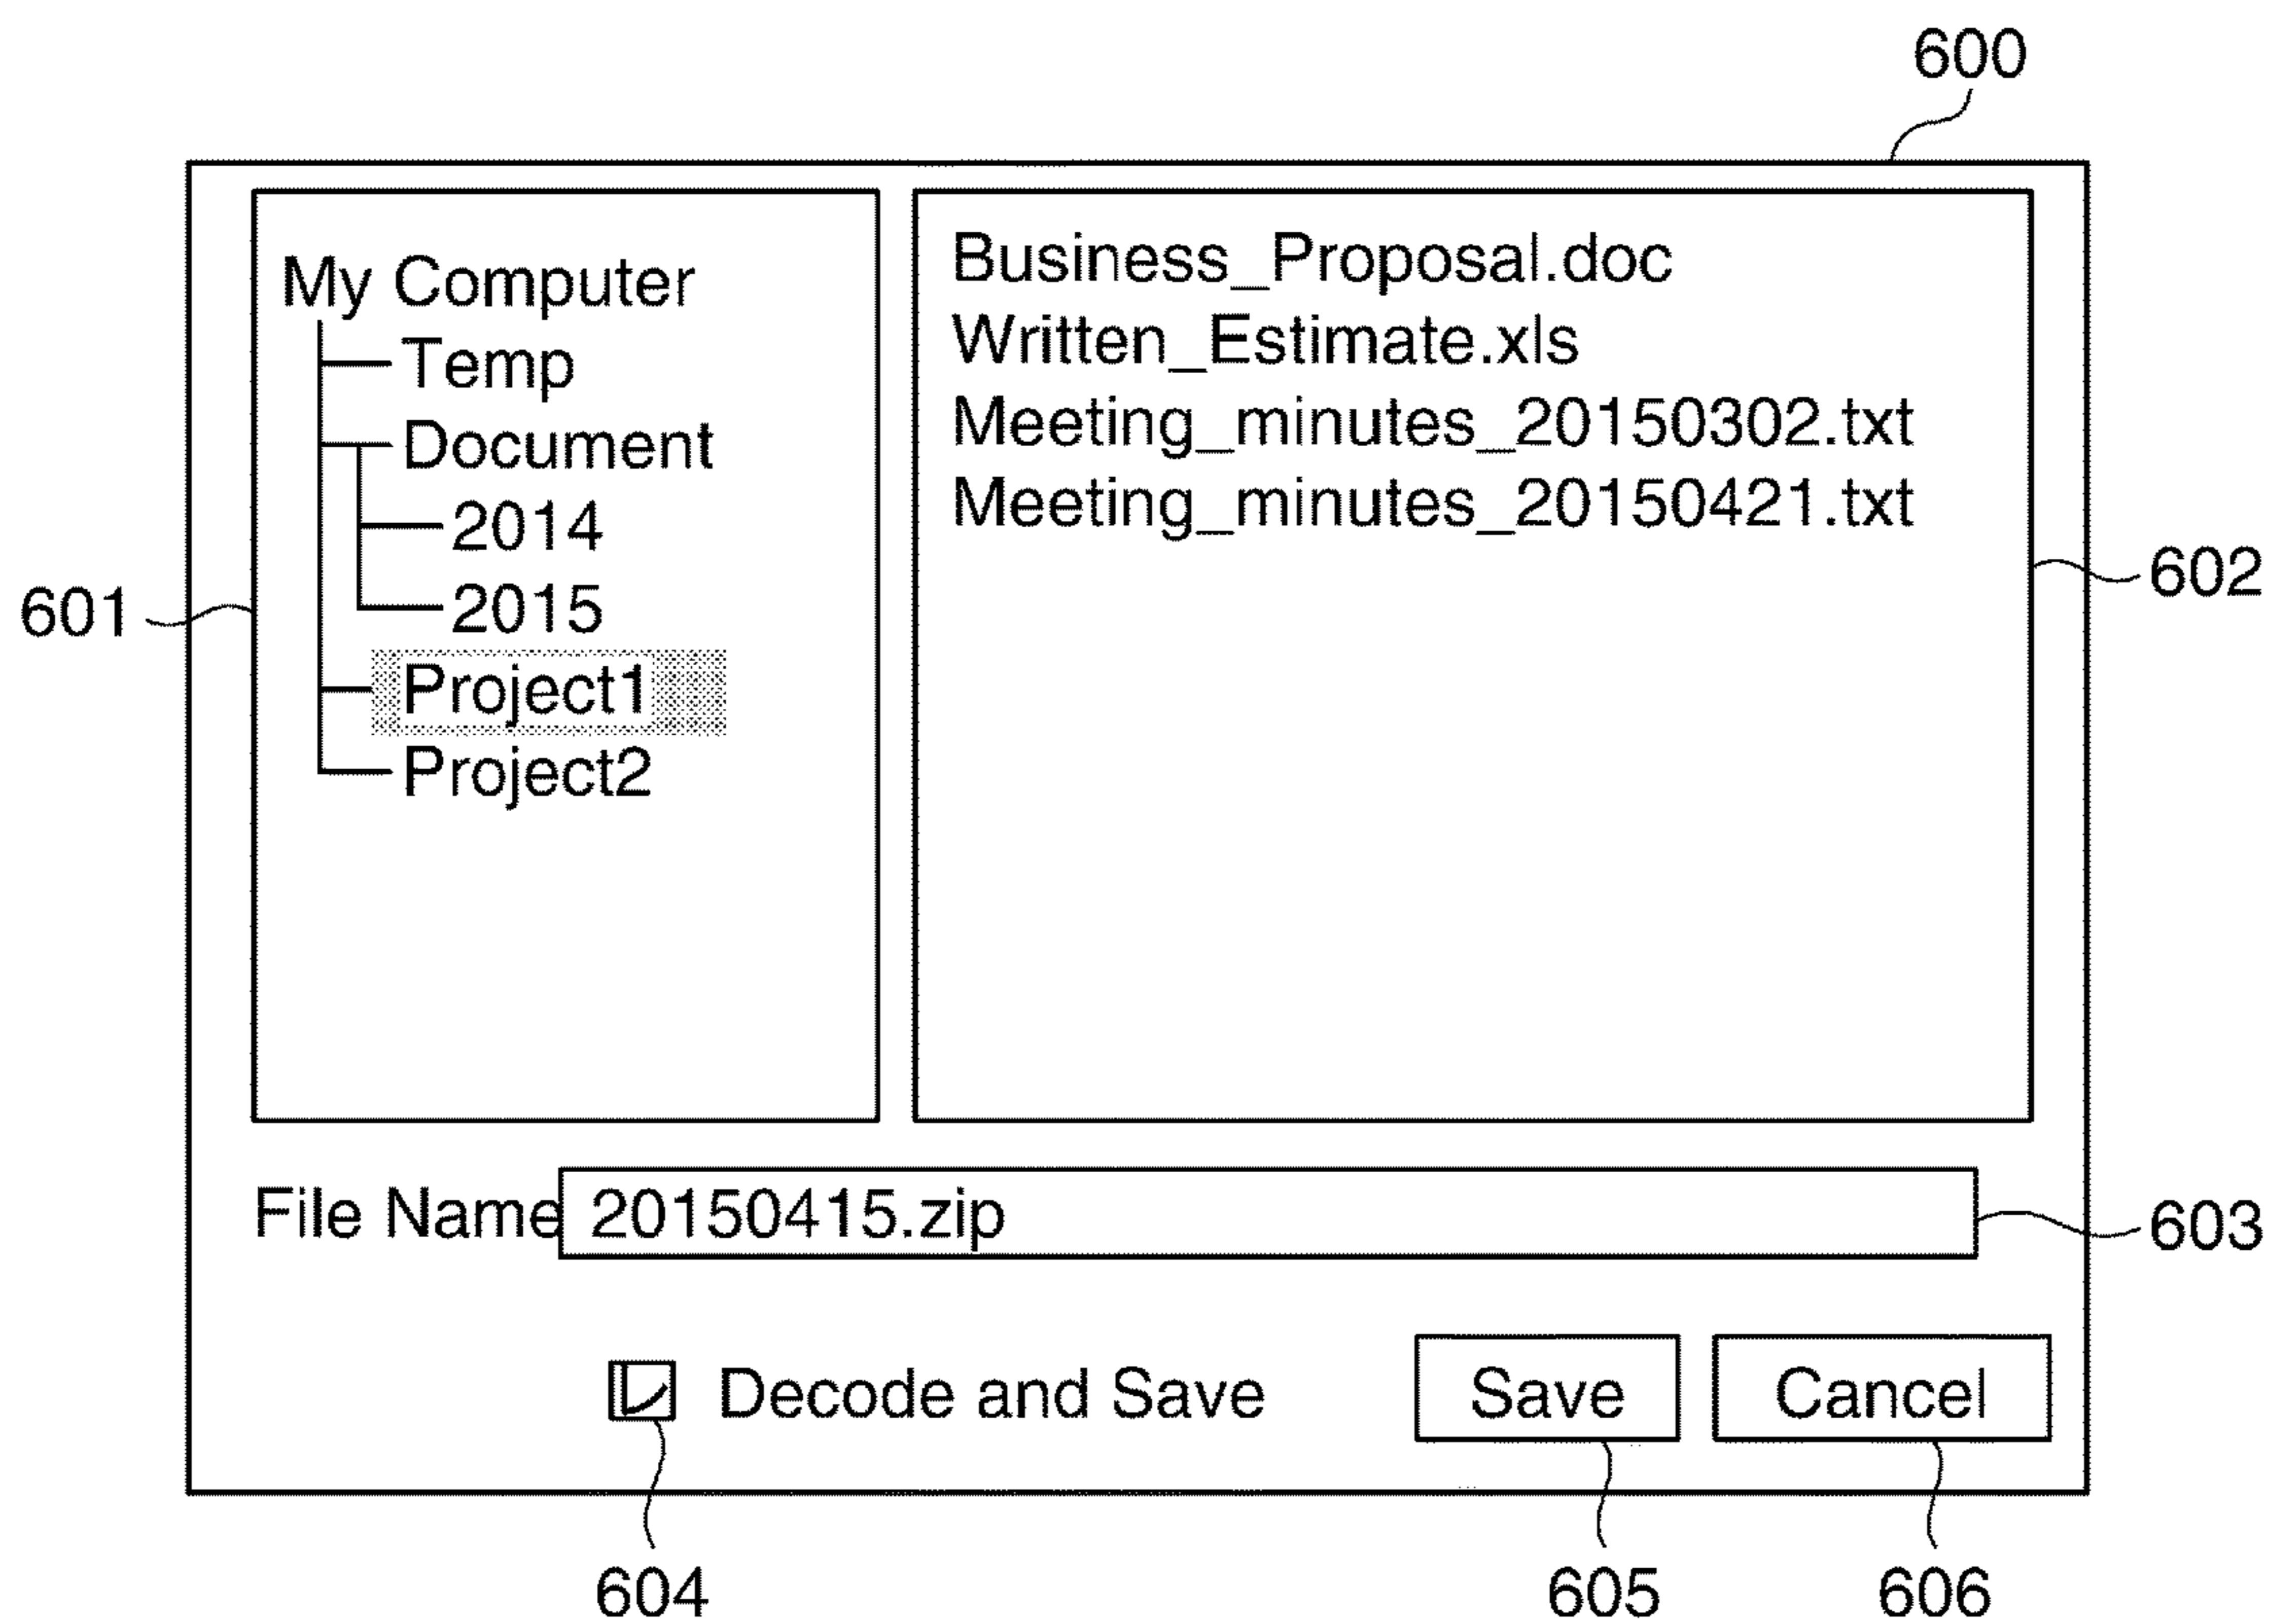 600
My Computer
Temp
Document
2014
2015
Project1
Project2
Business_Proposal.doc
Written_Estimate.xls
Meeting_minutes_20150302.txt
Meeting_minutes_20150421.txt
601
602
File Name 20150415.zip
603
Decode and Save
Save
Cancel
604
605
606